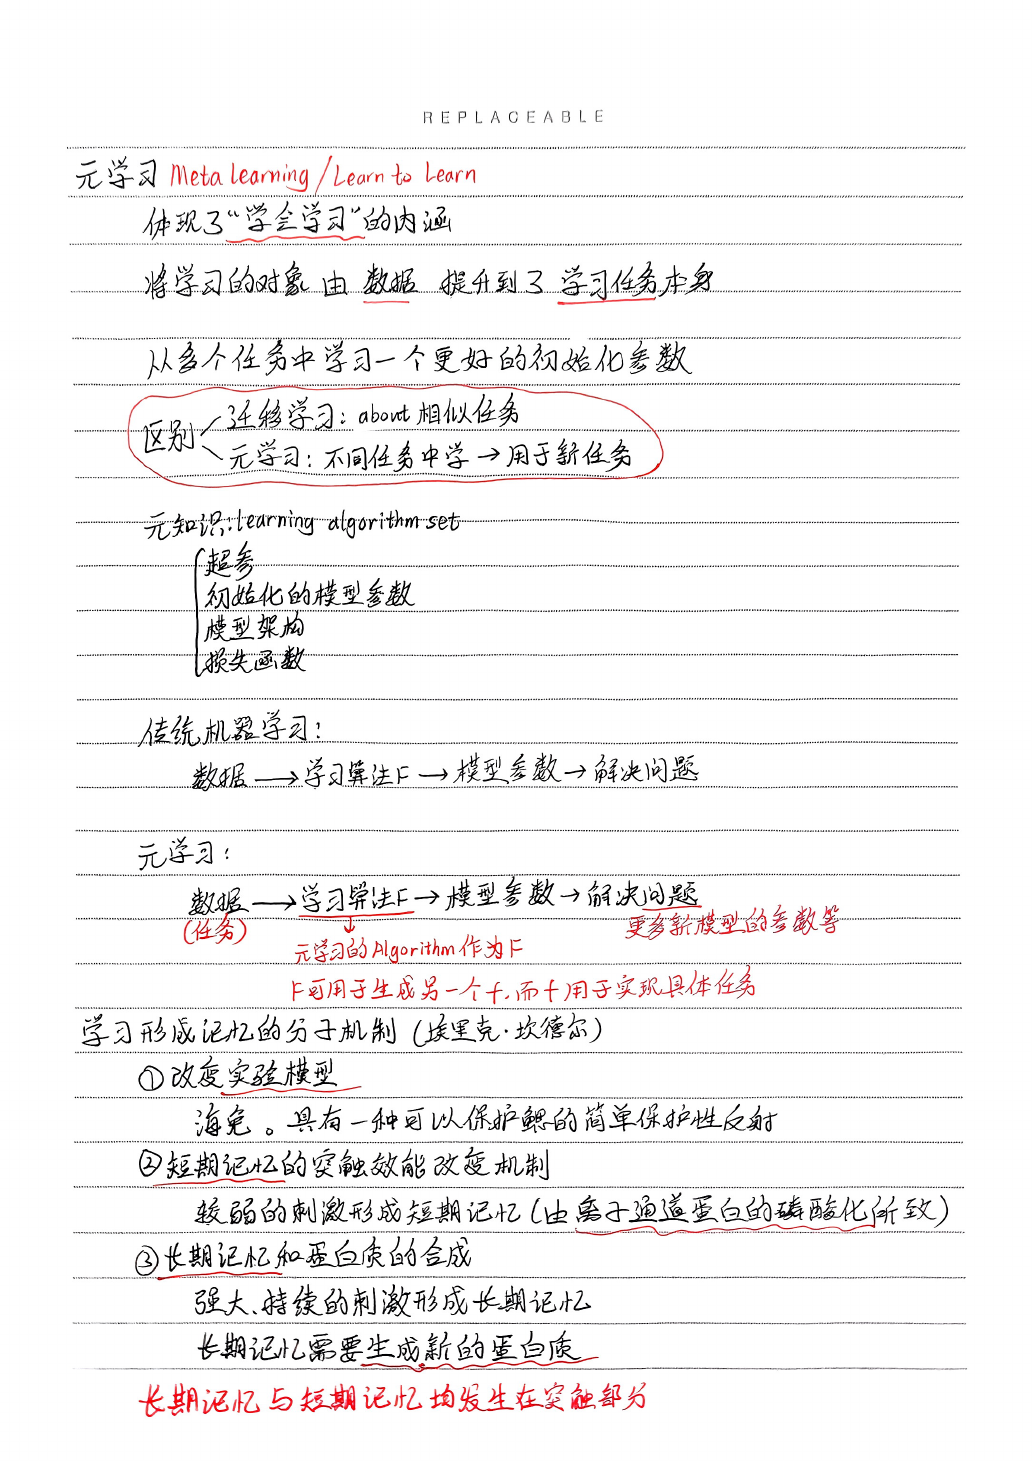 REPLACEABLE
元学习 Meta learning/Learn to Learn
体现了“学会学习”的内涵
将学习的对象 由 数据 提升到了 学习任务本身
从多个任务中学习一个更好的初始化参数
区别
迁移学习：about 相似任务
元学习：不同任务中学→用于新任务
元知识：learning algorithm set
超参
初始化的模型参数
模型架构
损失函数
传统机器学习：
数据→学习算法F→模型参数→解决问题
元学习：
数据→学习算法F→模型参数→解决问题
(任务)
更多新模型的参数等
元学习的Algorithm作为F
F可用于生成另一个f，而f用于实现具体任务
学习形成记忆的分子机制（埃里克·坎德尔）
①改变实验模型
海兔。具有一种可以保护鳃的简单保护性反射
②短期记忆的突触效能改变机制
较弱的刺激形成短期记忆（由离子通道蛋白的磷酸化所致）
③长期记忆和蛋白质的合成
强大、持续的刺激形成长期记忆
长期记忆需要生成新的蛋白质
长期记忆与短期记忆均发生在突触部分